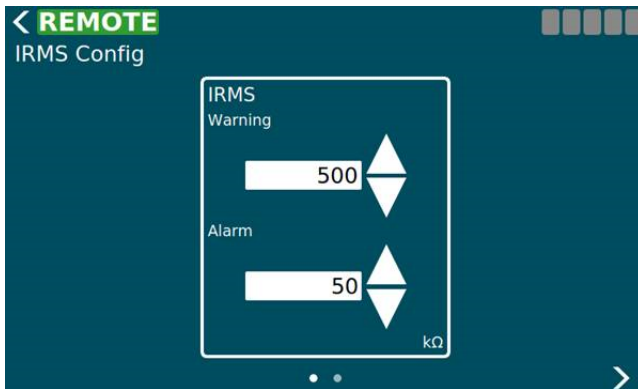 REMOTE
IRMS Config
IRMS
Warning
500
Alarm
50
kΩ